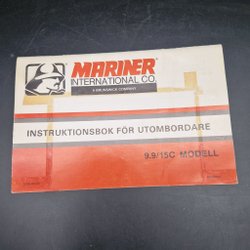 MARINER
INTERNATIONAL CO.
A BRUNSWICK COMPANY
INSTRUKTIONSBOK FÖR UTOMBORDARE
9.9/15C MODELL